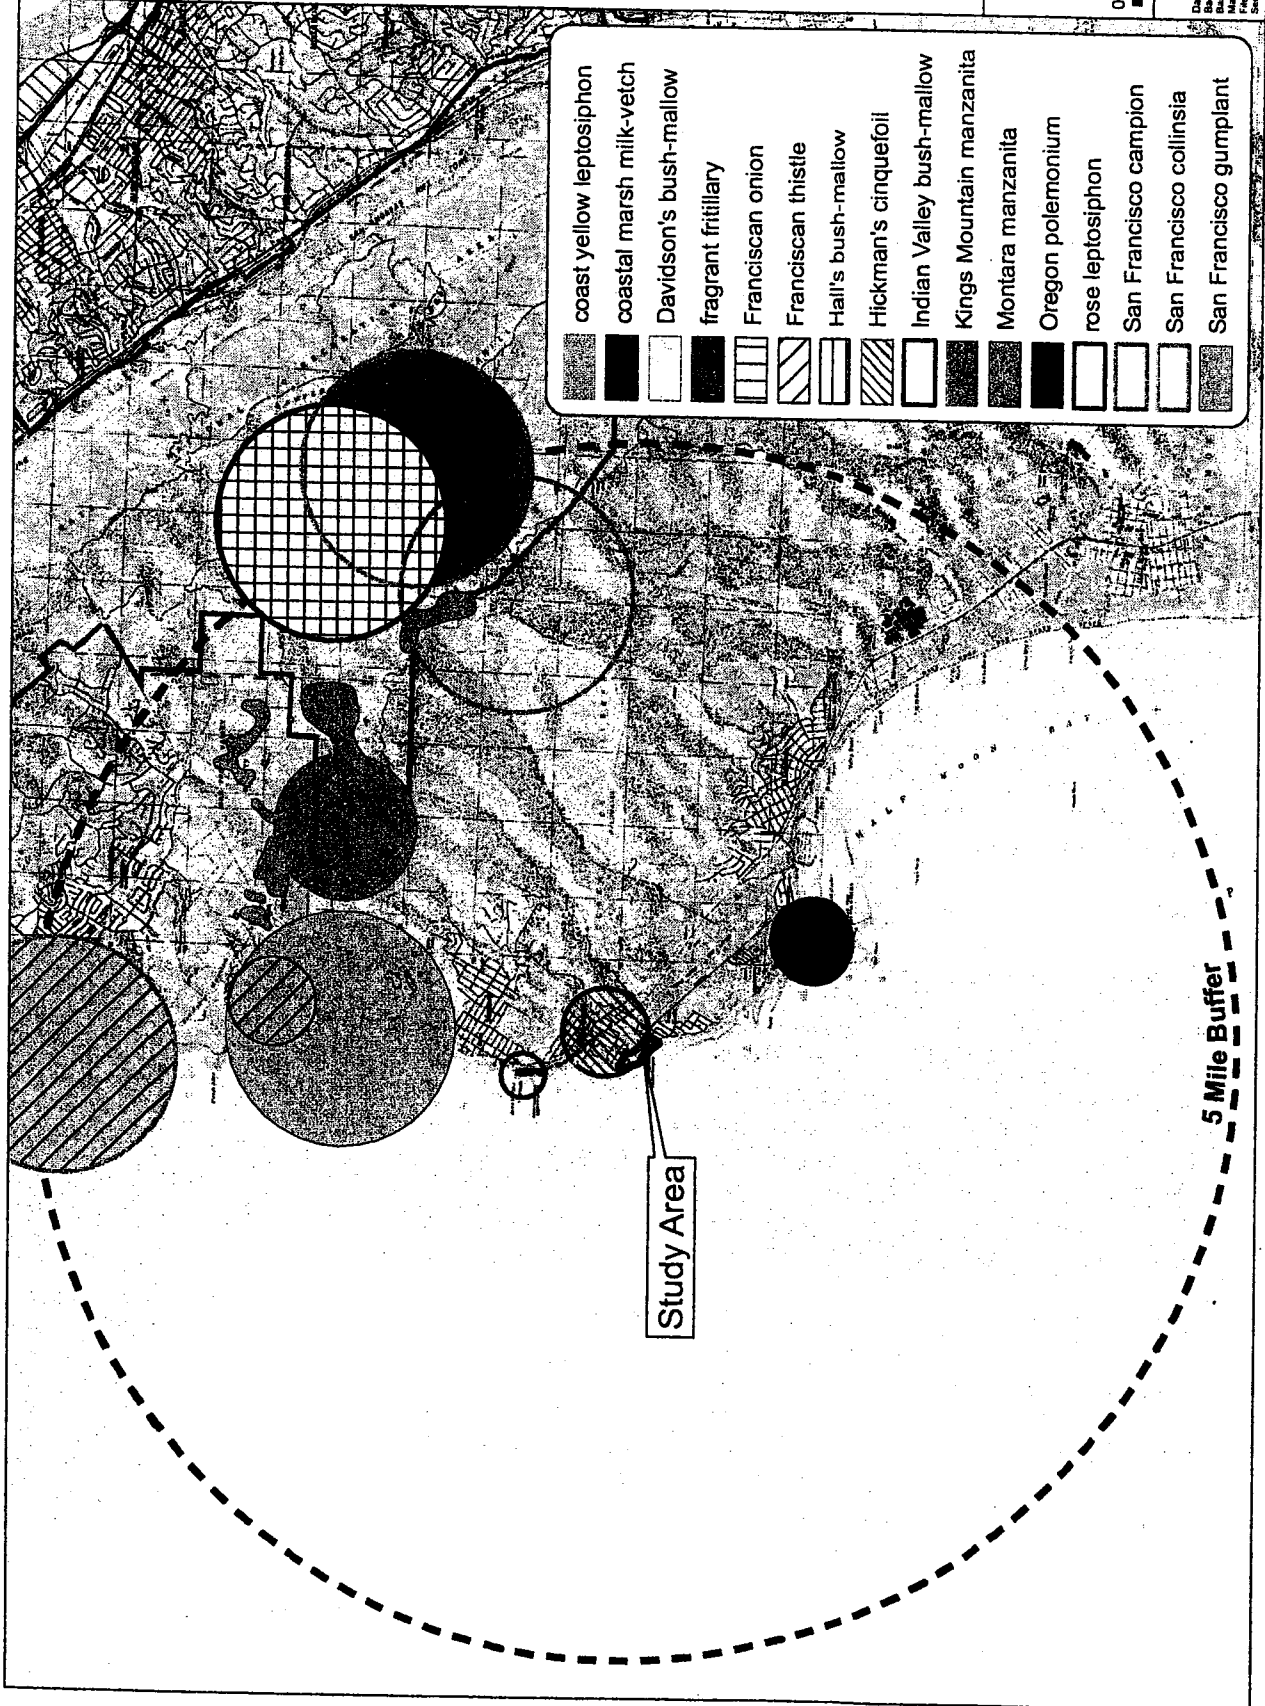 coast yellow leptosiphon
coastal marsh milk-vetch
Davidson's bush-mallow
fragrant fritillary
Franciscan onion
Franciscan thistle
Hall's bush-mallow
Hickman's cinquefoil
Indian Valley bush-mallow
Kings Mountain manzanita
Montara manzanita
Oregon polemonium
rose leptosiphon
San Francisco campion
San Francisco collinsia
San Francisco gumplant
Study Area
5 Mile Buffer
HALF MOON BAY
0